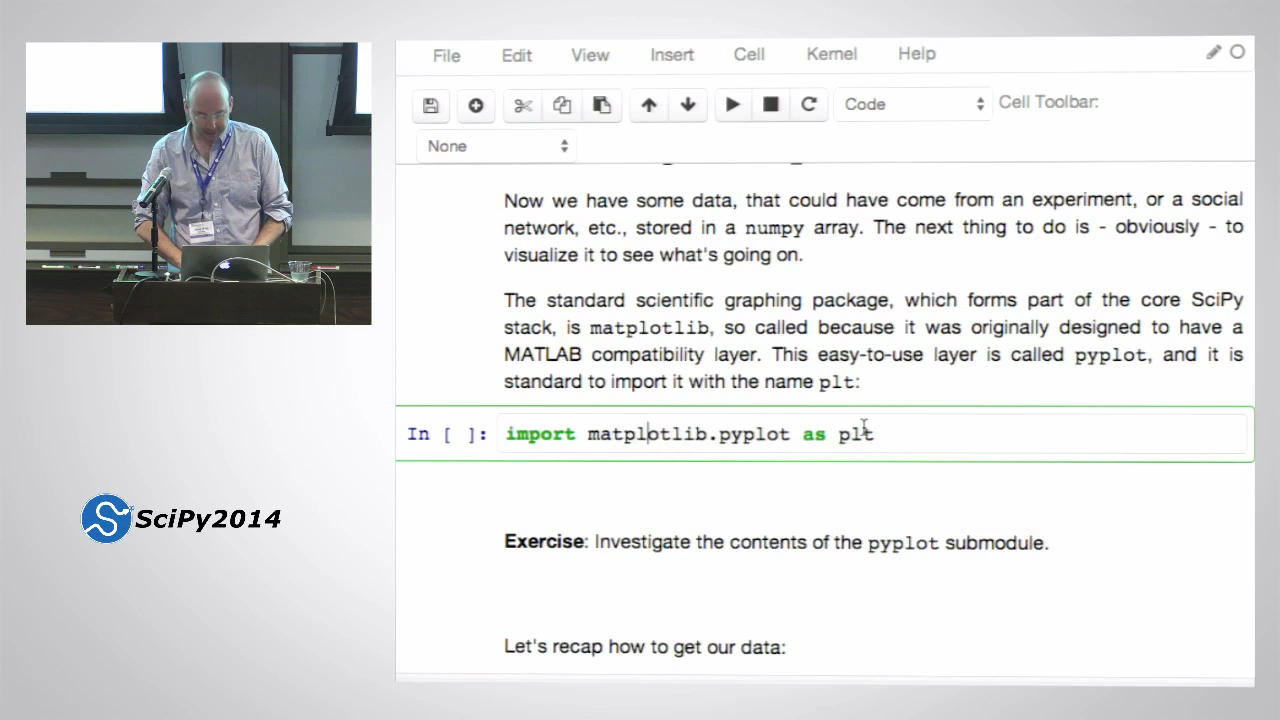 File Edit View Insert Cell Kernel Help
Code Cell Toolbar:
None
Now we have some data, that could have come from an experiment, or a social
network, etc., stored in a numpy array. The next thing to do is - obviously - to
visualize it to see what's going on.
The standard scientific graphing package, which forms part of the core SciPy
stack, is matplotlib, so called because it was originally designed to have a
MATLAB compatibility layer. This easy-to-use layer is called pyplot, and it is
standard to import it with the name plt:
In [ ]: import matplotlib.pyplot as plt
Exercise: Investigate the contents of the pyplot submodule.
Let's recap how to get our data:
SciPy2014